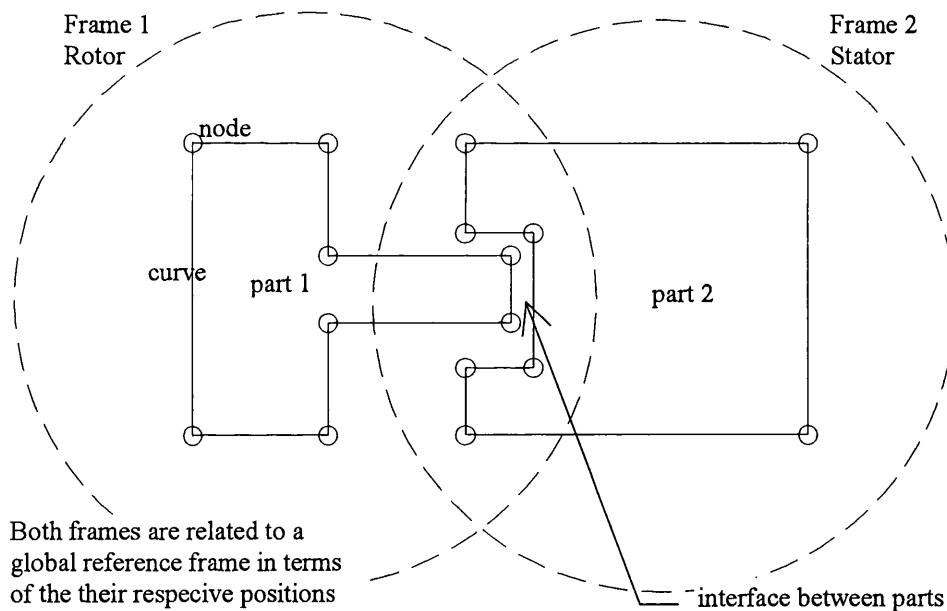 Frame 1
Rotor
Frame 2
Stator
node
curve
part 1
part 2
Both frames are related to a
global reference frame in terms
of the their respecive positions
interface between parts